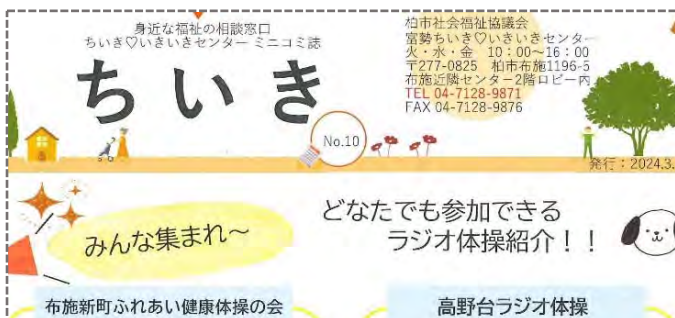 身近な福祉の相談窓口
ちいき♡いきいきセンター ミニコミ誌
ちいき
No.10
柏市社会福祉協議会
富勢ちいき♡いきいきセンター
火・水・金 10:00~16:00
〒277-0825 柏市布施1196-5
布施近隣センター2階ロビー内
TEL 04-7128-9871
FAX 04-7128-9876
発行:2024.3.
みんな集まれ~
どなたでも参加できる
ラジオ体操紹介!!
布施新町ふれあい健康体操の会
高野台ラジオ体操